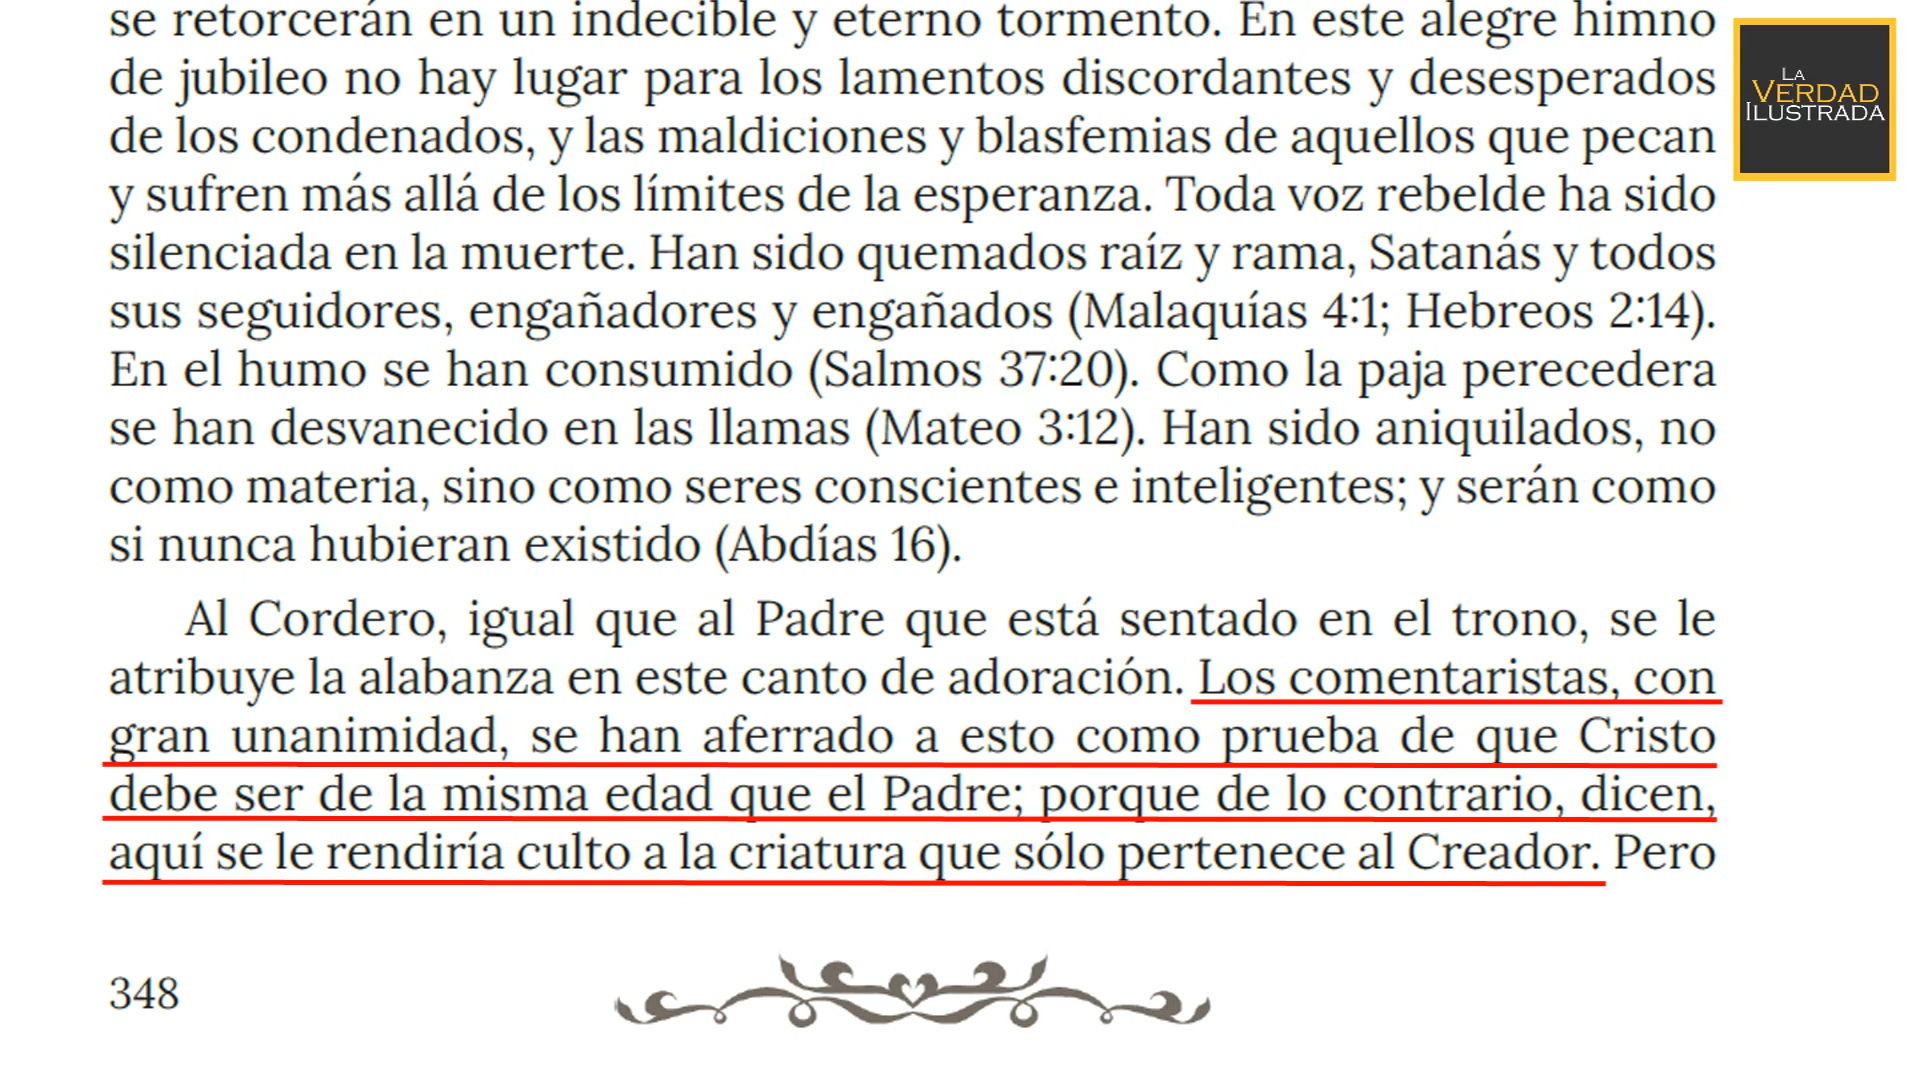 se retorcerán en un indecible y eterno tormento. En este alegre himno
de jubileo no hay lugar para los lamentos discordantes y desesperados
de los condenados, y las maldiciones y blasfemias de aquellos que pecan
y sufren más allá de los límites de la esperanza. Toda voz rebelde ha sido
silenciada en la muerte. Han sido quemados raíz y rama, Satanás y todos
sus seguidores, engañadores y engañados (Malaquías 4:1; Hebreos 2:14).
En el humo se han consumido (Salmos 37:20). Como la paja perecedera
se han desvanecido en las llamas (Mateo 3:12). Han sido aniquilados, no
como materia, sino como seres conscientes e inteligentes; y serán como
si nunca hubieran existido (Abdías 16).
Al Cordero, igual que al Padre que está sentado en el trono, se le
atribuye la alabanza en este canto de adoración. Los comentaristas, con
gran unanimidad, se han aferrado a esto como prueba de que Cristo
debe ser de la misma edad que el Padre; porque de lo contrario, dicen,
aquí se le rendiría culto a la criatura que sólo pertenece al Creador. Pero
348
LA
VERDAD
ILUSTRADA